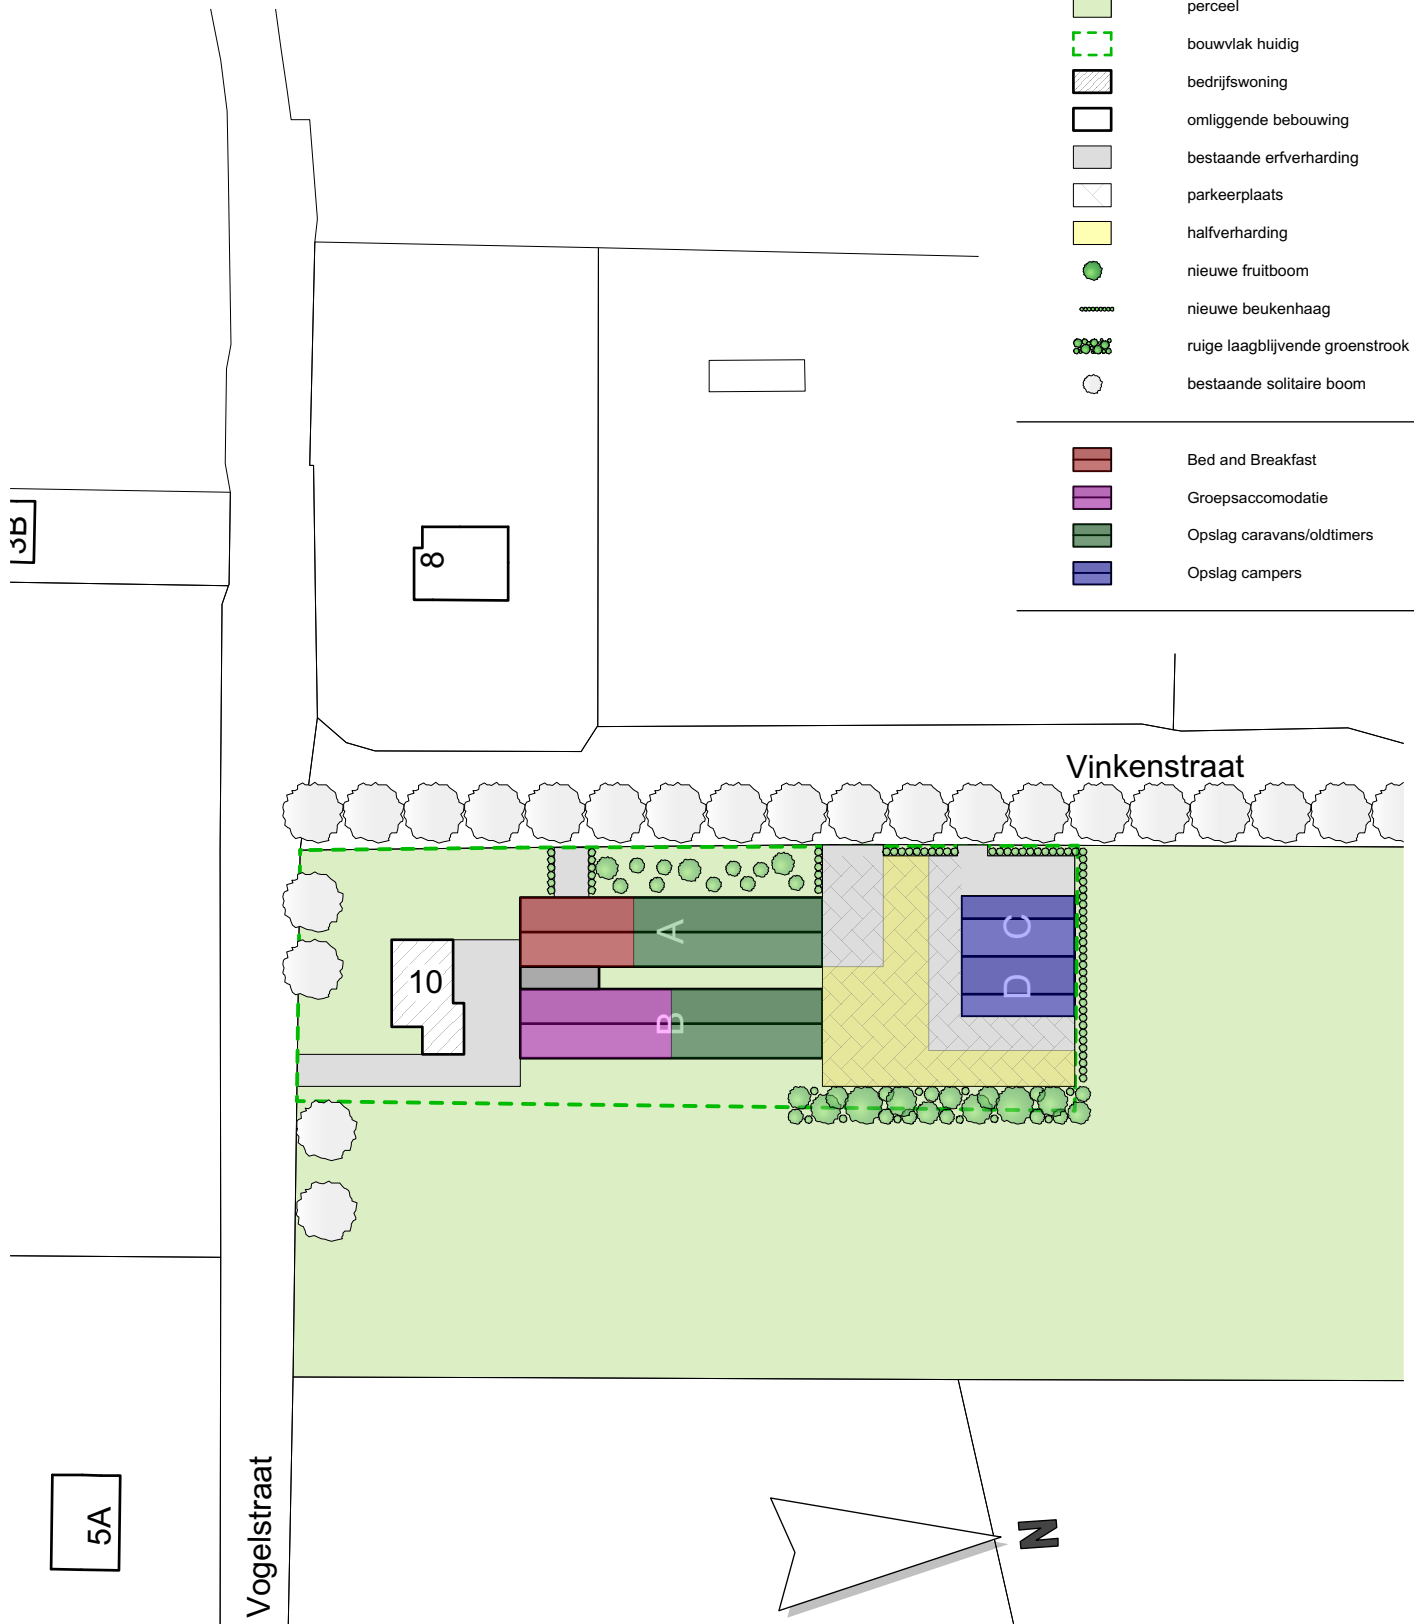 perceel
bouwvlak huidig
bedrijfswoning
omliggende bebouwing
bestaande erfverharding
parkeerplaats
halfverharding
nieuwe fruitboom
nieuwe beukenhaag
ruige laagblijvende groenstrook
bestaande solitaire boom
Bed and Breakfast
Groepsaccomodatie
Opslag caravans/oldtimers
Opslag campers
3B
8
Vinkenstraat
A
C
10
D
B
5A
Vogelstraat
N